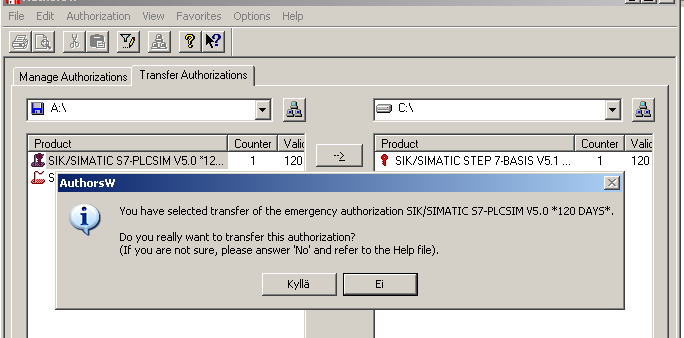 File Edit Authorization View Favorites Options Help
Manage Authorizations Transfer Authorizations
A:\ C:\
Product Counter Valid Product Counter Valid
SIK/SIMATIC S7-PLCSIM V5.0 *12... 1 120 --> SIK/SIMATIC STEP 7-BASIS V5.1 ... 1 120
S
AuthorsW
You have selected transfer of the emergency authorization SIK/SIMATIC S7-PLCSIM V5.0 *120 DAYS*.
Do you really want to transfer this authorization?
(If you are not sure, please answer 'No' and refer to the Help file).
Kyllä Ei